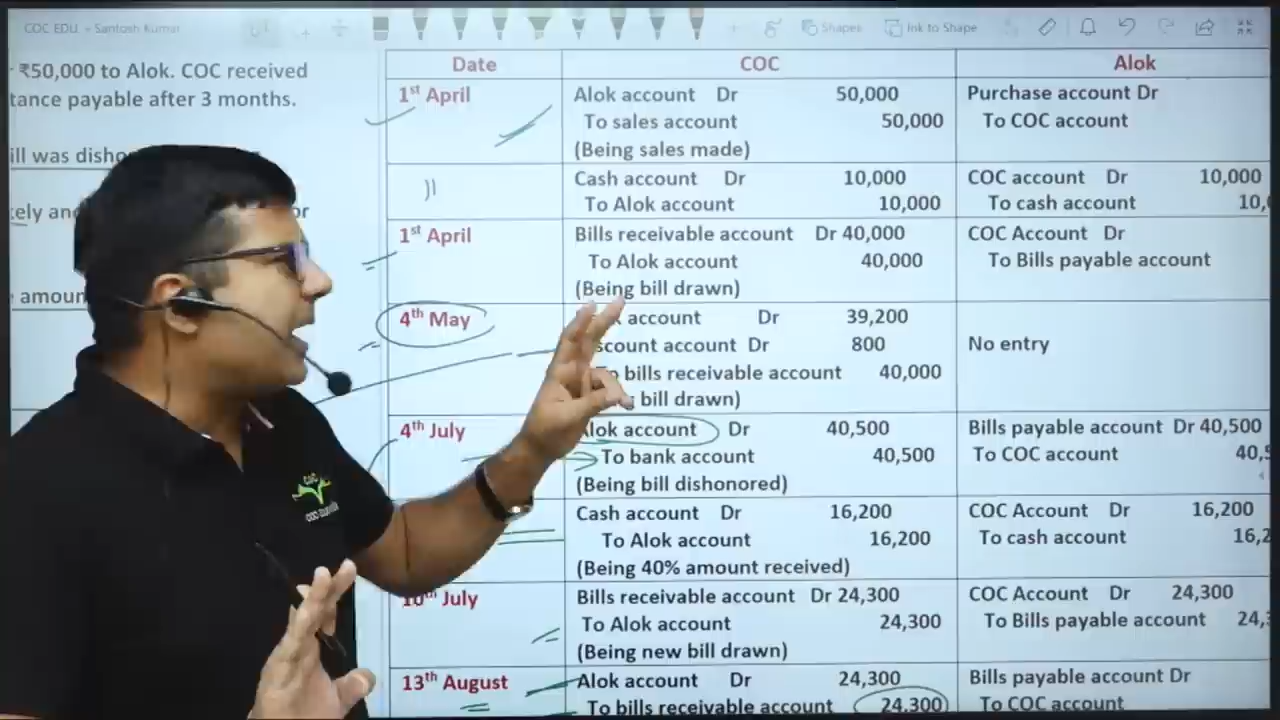 COC EDU. - Santosh Kumar
Shapes
Ink to Shape
₹50,000 to Alok. COC received
tance payable after 3 months.
ill was disho
tely and
or
amoun
Date COC Alok
1st April Alok account Dr 50,000 Purchase account Dr
To sales account 50,000 To COC account
(Being sales made)
Cash account Dr 10,000 COC account Dr 10,000
To Alok account 10,000 To cash account 10,
1st April Bills receivable account Dr 40,000 COC Account Dr
To Alok account 40,000 To Bills payable account
(Being bill drawn)
4th May k account Dr 39,200
scount account Dr 800 No entry
bills receivable account 40,000
bill drawn)
4th July Alok account Dr 40,500 Bills payable account Dr 40,500
To bank account 40,500 To COC account 40,5
(Being bill dishonored)
Cash account Dr 16,200 COC Account Dr 16,200
To Alok account 16,200 To cash account 16,2
(Being 40% amount received)
10th July Bills receivable account Dr 24,300 COC Account Dr 24,300
To Alok account 24,300 To Bills payable account 24,3
(Being new bill drawn)
13th August Alok account Dr 24,300 Bills payable account Dr
To bills receivable account 24,300 To COC account
COC